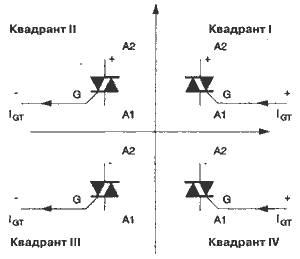 Квадрант II Квадрант I
A2 A2
+ +
- G G +
IGT A1 A1 IGT
A2 A2
- -
- G G +
IGT A1 A1 IGT
Квадрант III Квадрант IV